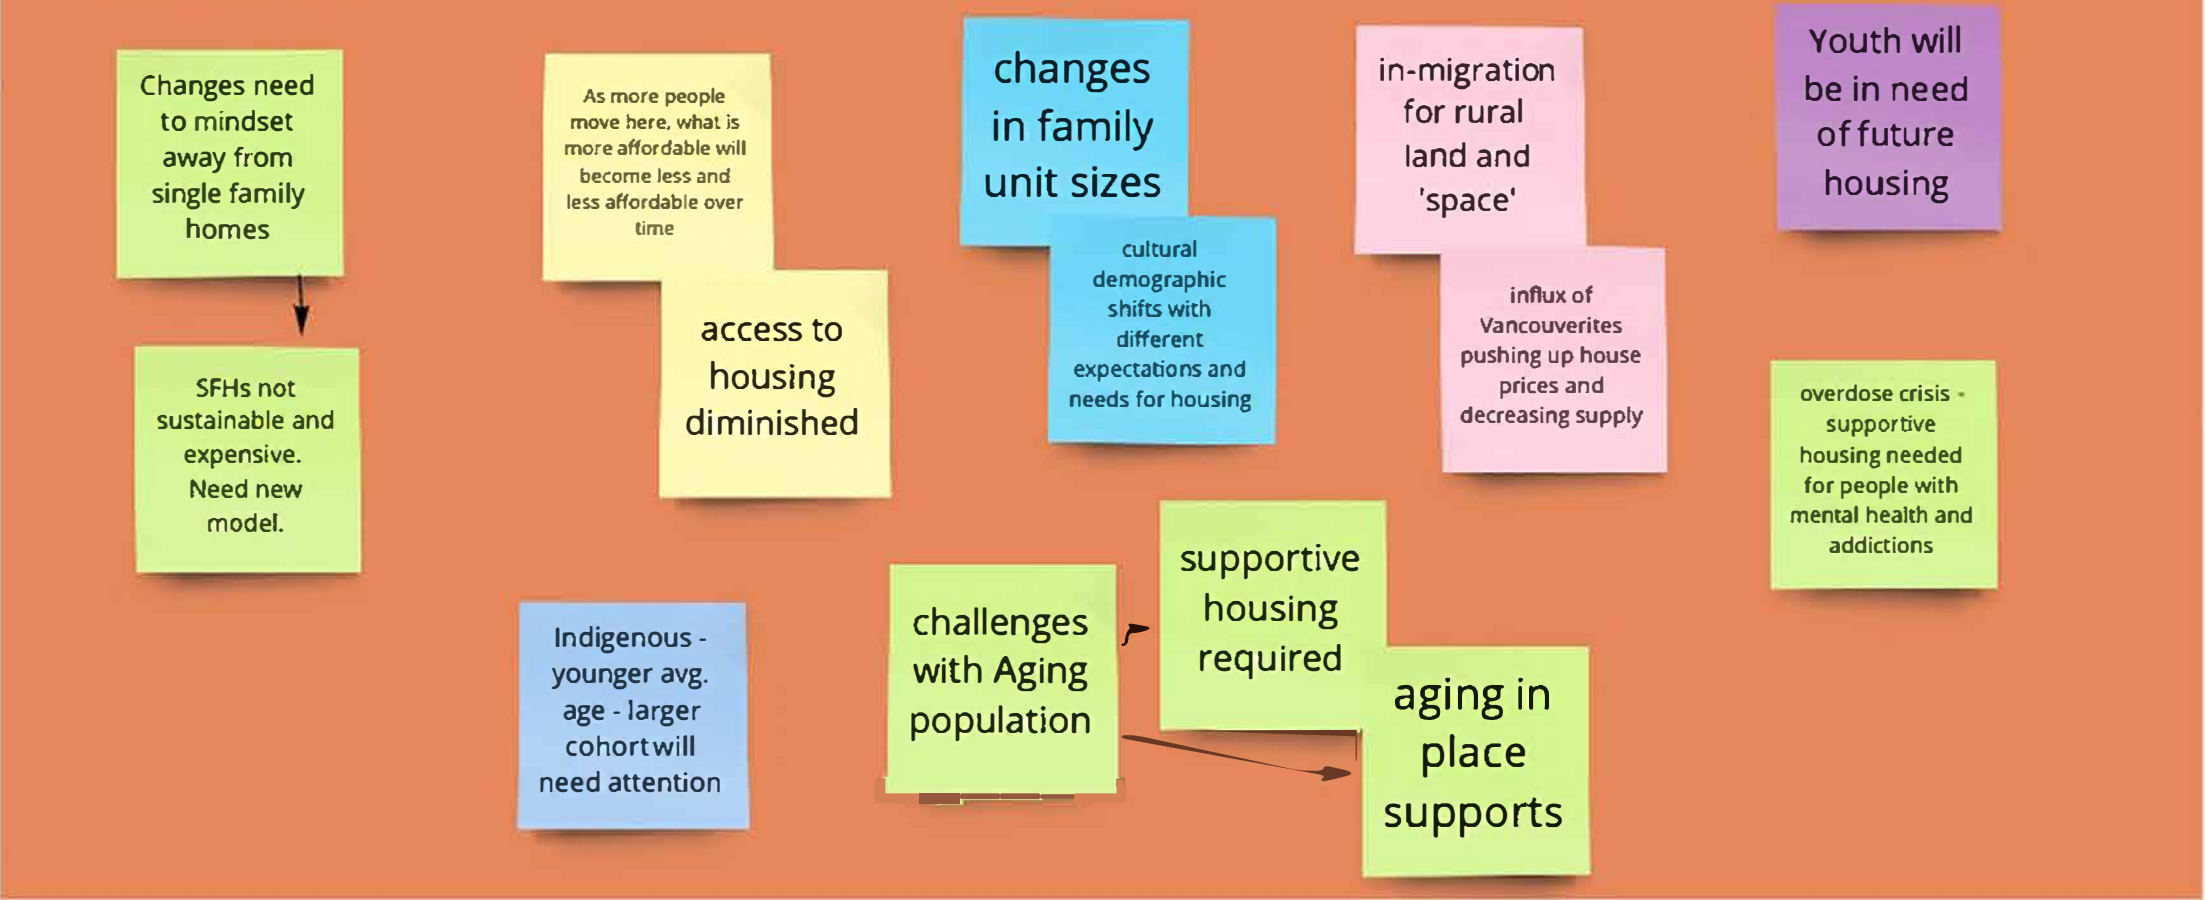 Changes need
to mindset
away from
single family
homes
SFHs not
sustainable and
expensive.
Need new
model.
As more people
move here, what is
more affordable will
become less and
less affordable over
time
access to
housing
diminished
changes
in family
unit sizes
cultural
demographic
shifts with
different
expectations and
needs for housing
in-migration
for rural
land and
'space'
influx of
Vancouverites
pushing up house
prices and
decreasing supply
Youth will
be in need
of future
housing
overdose crisis -
supportive
housing needed
for people with
mental health and
addictions
Indigenous -
younger avg.
age - larger
cohort will
need attention
challenges
with Aging
population
supportive
housing
required
aging in
place
supports